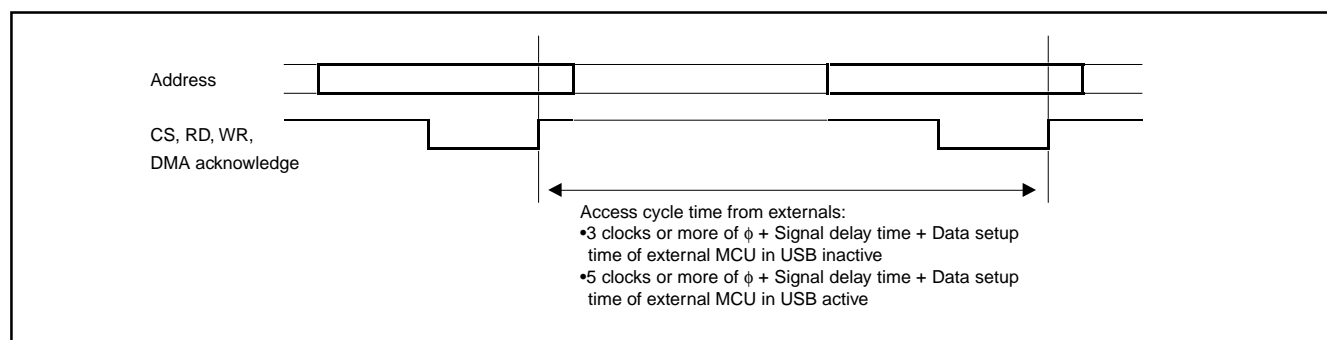 Address
CS, RD, WR,
DMA acknowledge
Access cycle time from externals:
•3 clocks or more of ϕ + Signal delay time + Data setup
time of external MCU in USB inactive
•5 clocks or more of ϕ + Signal delay time + Data setup
time of external MCU in USB active